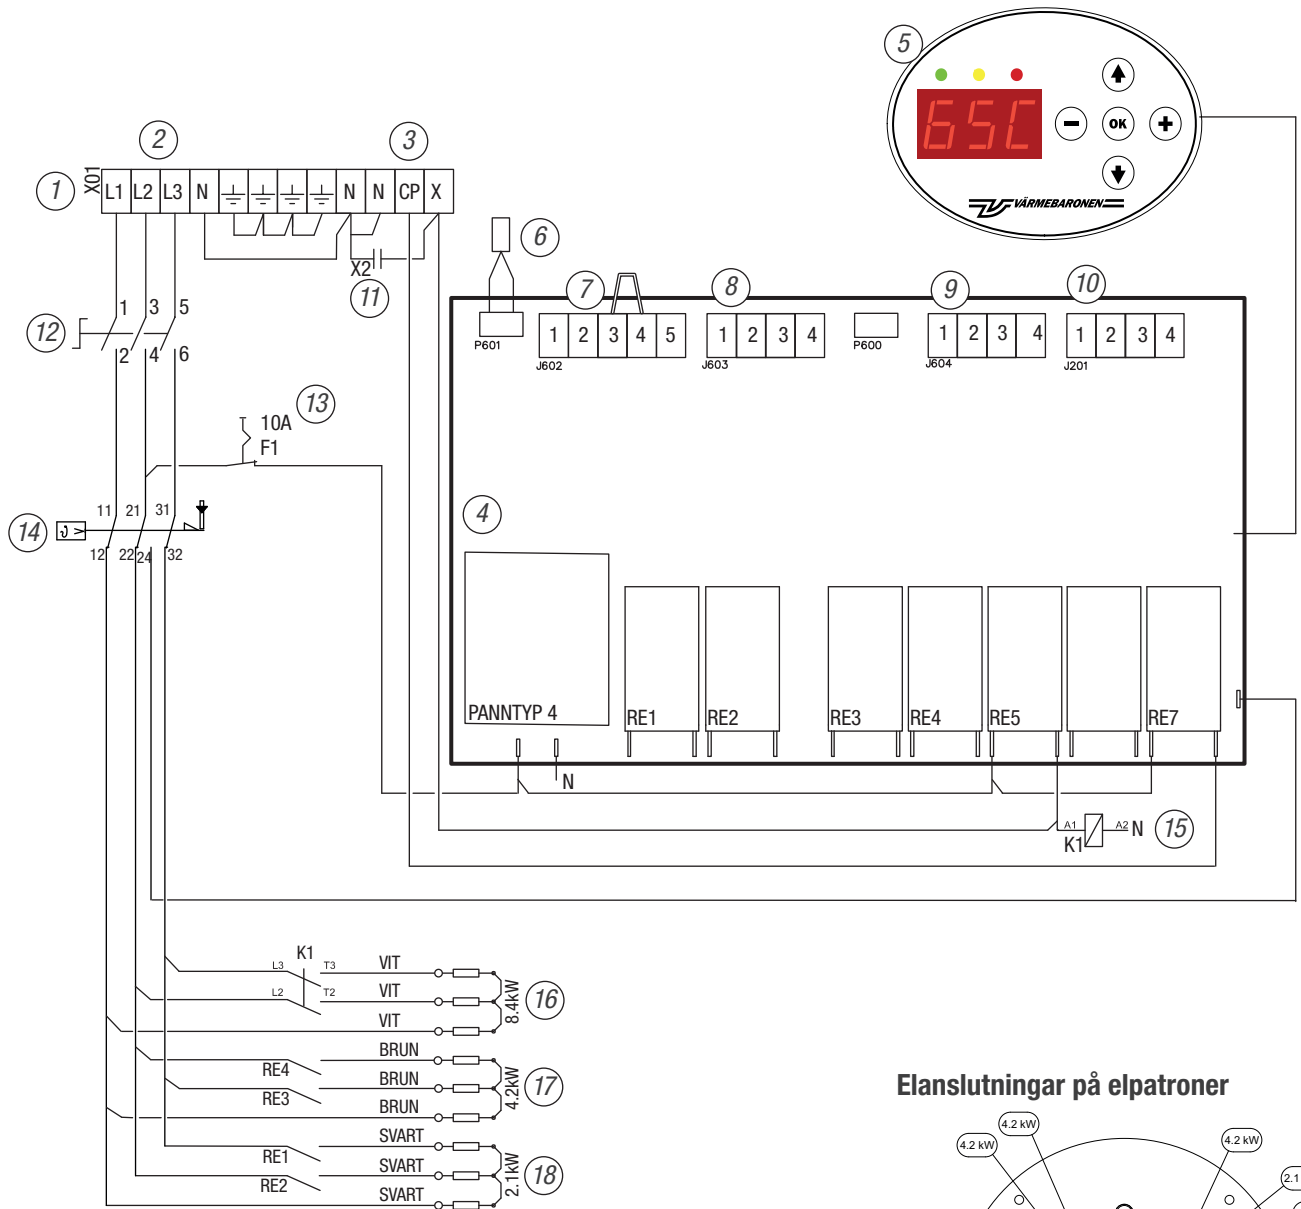 5
65C
OK
VÄRMEBARONEN
2
3
1
X01
L1 L2 L3 N N N CP X
6
X2
11
7
8
9
10
1 3 5
12
2 4 6
P601
1 2 3 4 5
J602
1 2 3 4
J603
P600
1 2 3 4
J604
1 2 3 4
J201
13
10A
F1
4
11 21 31
14
12 22 24 32
PANNTYP 4
RE1
RE2
RE3
RE4
RE5
RE7
N
A1
A2 N
K1
15
K1
L3 T3 VIT
L2 T2 VIT
VIT
8.4kW
16
BRUN
RE4
BRUN
RE3
BRUN
4.2kW
17
SVART
RE1
SVART
RE2
SVART
2.1kW
18
Elanslutningar på elpatroner
4.2 kW
4.2 kW
4.2 kW
2.1